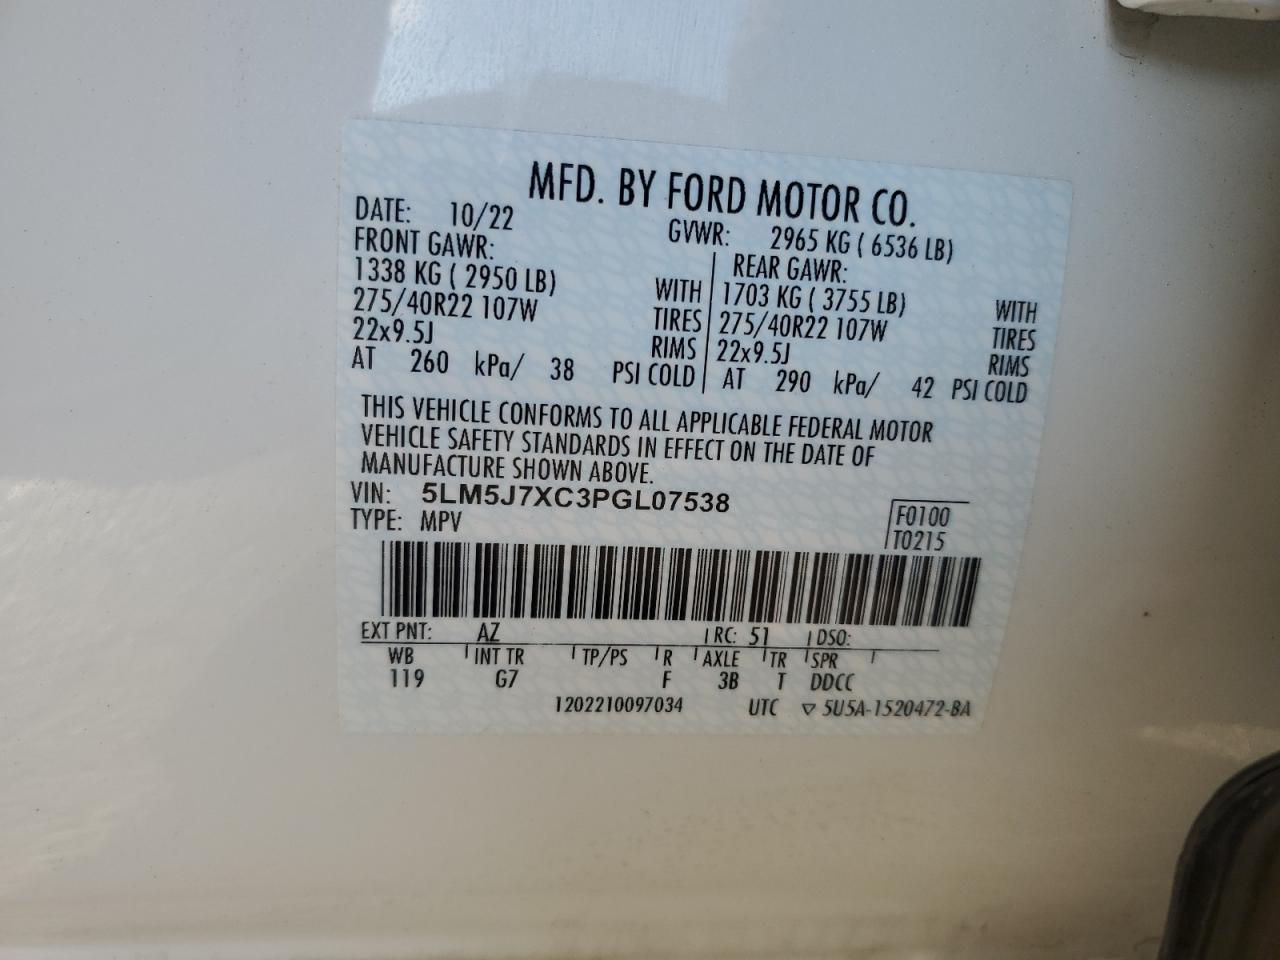 MFD. BY FORD MOTOR CO.
DATE: 10/22 GVWR: 2965 KG ( 6536 LB)
FRONT GAWR: REAR GAWR:
1338 KG ( 2950 LB) WITH 1703 KG ( 3755 LB) WITH
275/40R22 107W TIRES 275/40R22 107W TIRES
22x9.5J RIMS 22x9.5J RIMS
AT 260 kPa/ 38 PSI COLD AT 290 kPa/ 42 PSI COLD
THIS VEHICLE CONFORMS TO ALL APPLICABLE FEDERAL MOTOR
VEHICLE SAFETY STANDARDS IN EFFECT ON THE DATE OF
MANUFACTURE SHOWN ABOVE.
VIN: 5LM5J7XC3PGL07538
TYPE: MPV
F0100
T0215
EXT PNT: AZ RC: 51 DSO:
WB INT TR TP/PS R AXLE TR SPR
119 G7 F 3B T DDCC
1202210097034 UTC ▽ 5U5A-1520472-BA